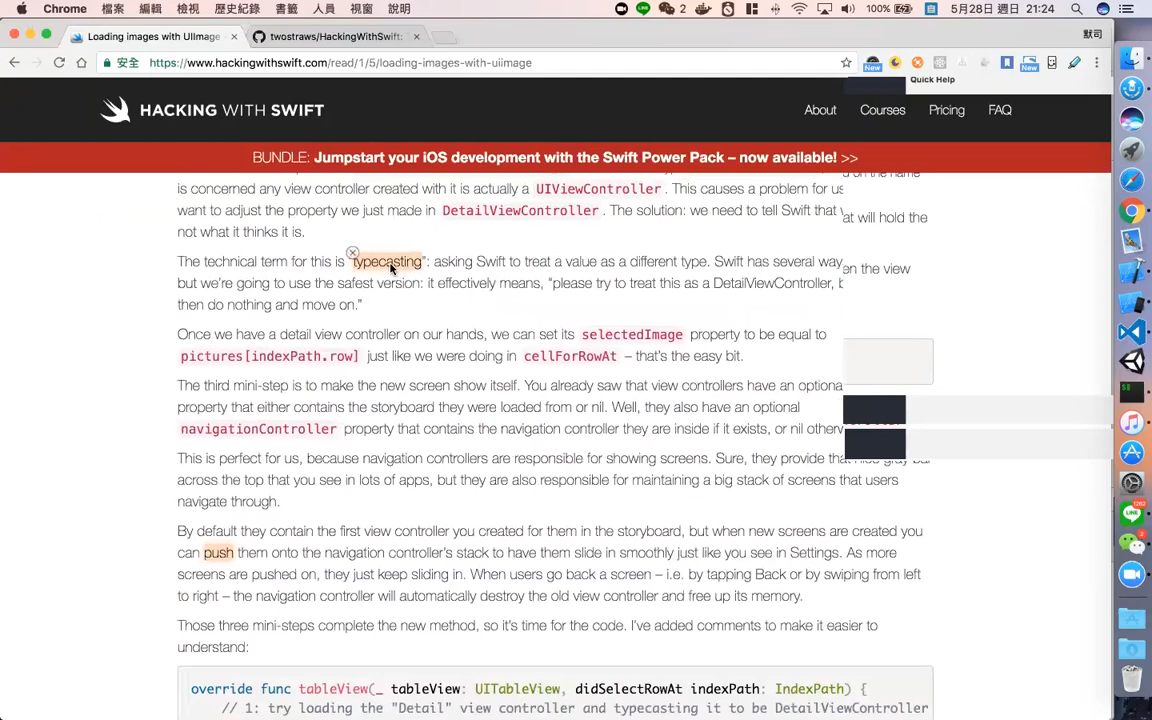 Chrome 檔案 編輯 檢視 歷史紀錄 書籤 人員 視窗 說明 2 100% 5月28日 週日 21:24
Loading images with UIImage × twostraws/HackingWithSwift: × 默司
安全 https://www.hackingwithswift.com/read/1/5/loading-images-with-uiimage New New
Quick Help
HACKING WITH SWIFT About Courses Pricing FAQ
BUNDLE: Jumpstart your iOS development with the Swift Power Pack – now available! >>
is concerned any view controller created with it is actually a UIViewController. This causes a problem for us
want to adjust the property we just made in DetailViewController. The solution: we need to tell Swift that
at will hold the
not what it thinks it is.
The technical term for this is "typecasting": asking Swift to treat a value as a different type. Swift has several way
en the view
but we're going to use the safest version: it effectively means, "please try to treat this as a DetailViewController, b
then do nothing and move on."
Once we have a detail view controller on our hands, we can set its selectedImage property to be equal to
pictures[indexPath.row] just like we were doing in cellForRowAt – that's the easy bit.
The third mini-step is to make the new screen show itself. You already saw that view controllers have an optiona
property that either contains the storyboard they were loaded from or nil. Well, they also have an optional
navigationController property that contains the navigation controller they are inside if it exists, or nil otherw
This is perfect for us, because navigation controllers are responsible for showing screens. Sure, they provide that nice gray bar
across the top that you see in lots of apps, but they are also responsible for maintaining a big stack of screens that users
navigate through.
By default they contain the first view controller you created for them in the storyboard, but when new screens are created you
can push them onto the navigation controller's stack to have them slide in smoothly just like you see in Settings. As more
screens are pushed on, they just keep sliding in. When users go back a screen – i.e. by tapping Back or by swiping from left
to right – the navigation controller will automatically destroy the old view controller and free up its memory.
Those three mini-steps complete the new method, so it's time for the code. I've added comments to make it easier to
understand:
override func tableView(_ tableView: UITableView, didSelectRowAt indexPath: IndexPath) {
// 1: try loading the "Detail" view controller and typecasting it to be DetailViewController